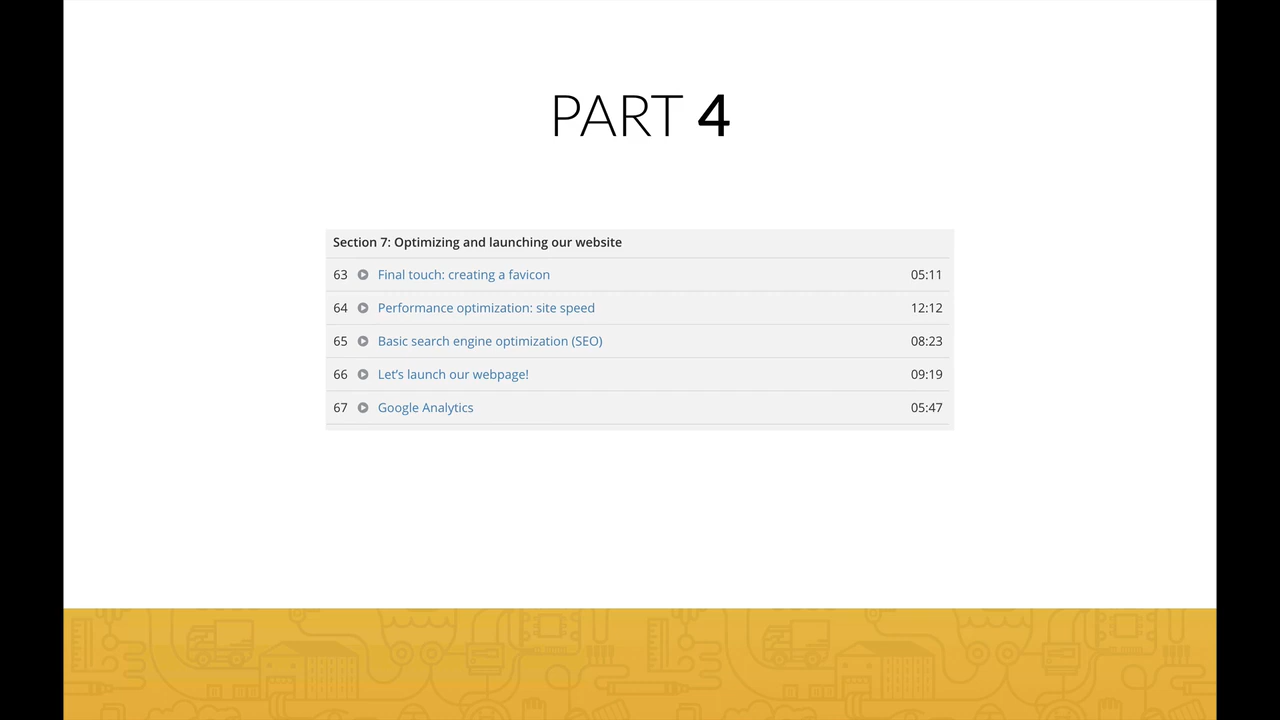 PART 4
Section 7: Optimizing and launching our website
63 Final touch: creating a favicon 05:11
64 Performance optimization: site speed 12:12
65 Basic search engine optimization (SEO) 08:23
66 Let's launch our webpage! 09:19
67 Google Analytics 05:47